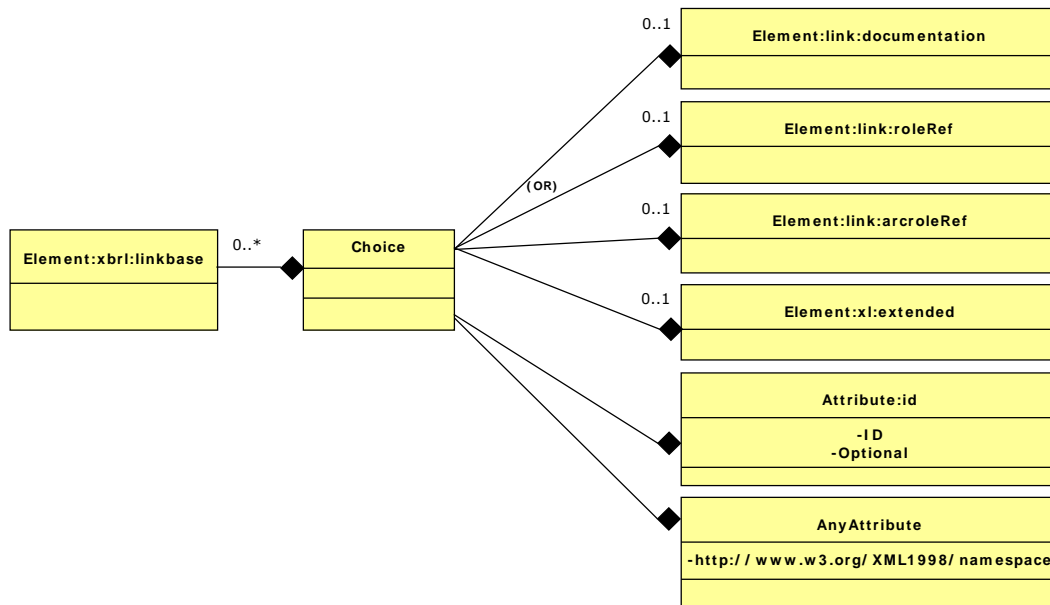 0..1
Element:link:documentation
0..1
Element:link:roleRef
(OR)
0..1
Element:link:arcroleRef
Element:xbrl:linkbase
0..*
Choice
0..1
Element:xl:extended
Attribute:id
-ID
-Optional
AnyAttribute
-http://www.w3.org/XML1998/namespace